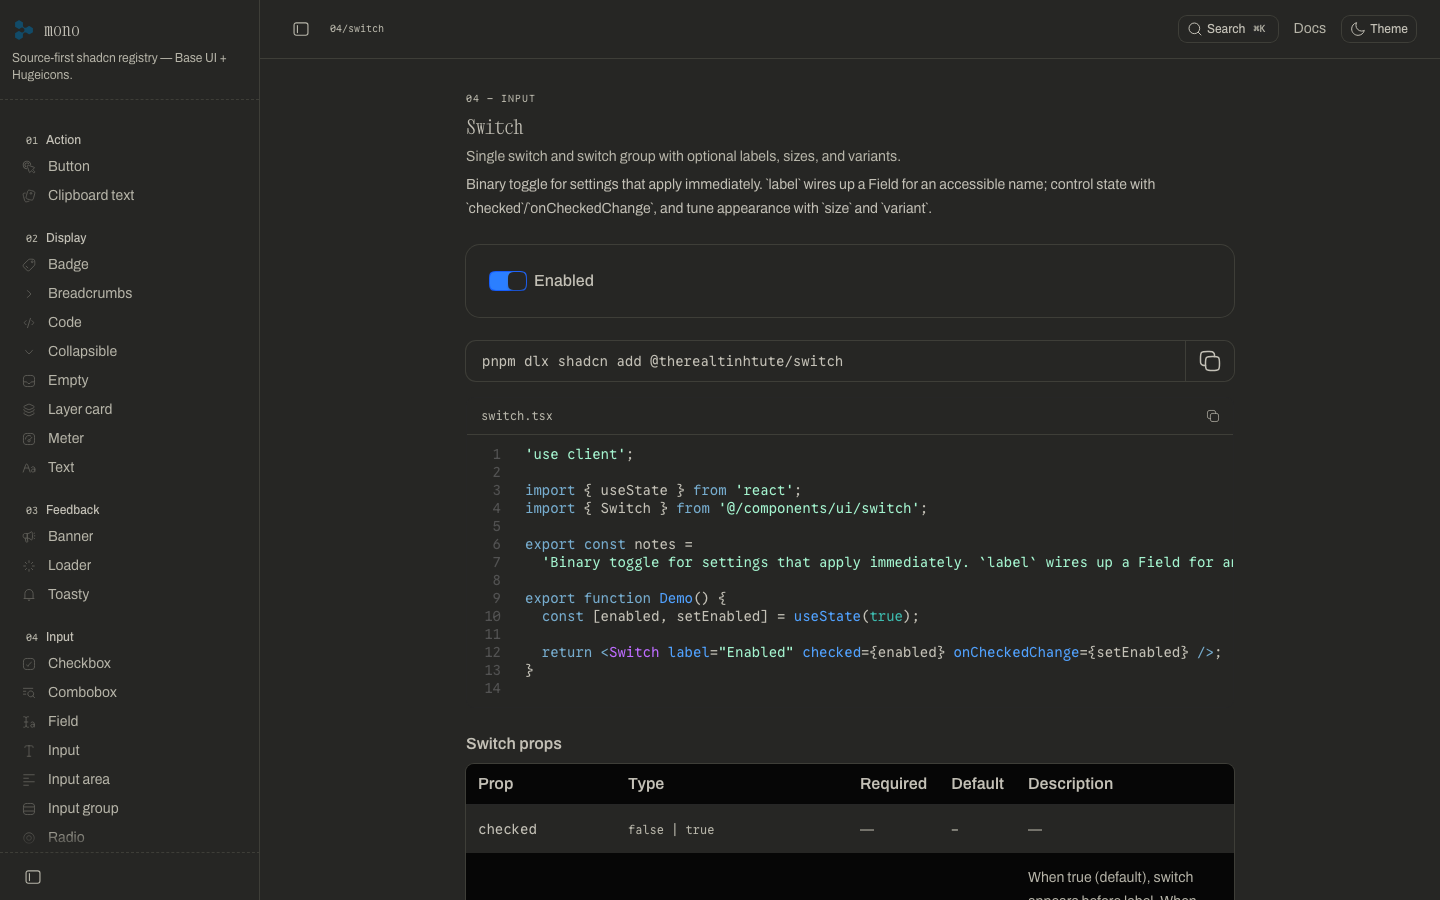 mono
Source-first shadcn registry — Base UI +
Hugeicons.
01 Action
Button
Clipboard text
02 Display
Badge
Breadcrumbs
Code
Collapsible
Empty
Layer card
Meter
Text
03 Feedback
Banner
Loader
Toasty
04 Input
Checkbox
Combobox
Field
Input
Input area
Input group
Radio
04/switch
Search ⌘K
Docs
Theme
04 – INPUT
Switch
Single switch and switch group with optional labels, sizes, and variants.
Binary toggle for settings that apply immediately. `label` wires up a Field for an accessible name; control state with
`checked`/`onCheckedChange`, and tune appearance with `size` and `variant`.
Enabled
pnpm dlx shadcn add @therealtinhtute/switch
switch.tsx
1 'use client';
2
3 import { useState } from 'react';
4 import { Switch } from '@/components/ui/switch';
5
6 export const notes =
7 'Binary toggle for settings that apply immediately. `label` wires up a Field for
8
9 export function Demo() {
10 const [enabled, setEnabled] = useState(true);
11
12 return <Switch label="Enabled" checked={enabled} onCheckedChange={setEnabled} />;
13 }
14
Switch props
Prop Type Required Default Description
checked false | true — – —
When true (default), switch
appears before label. When